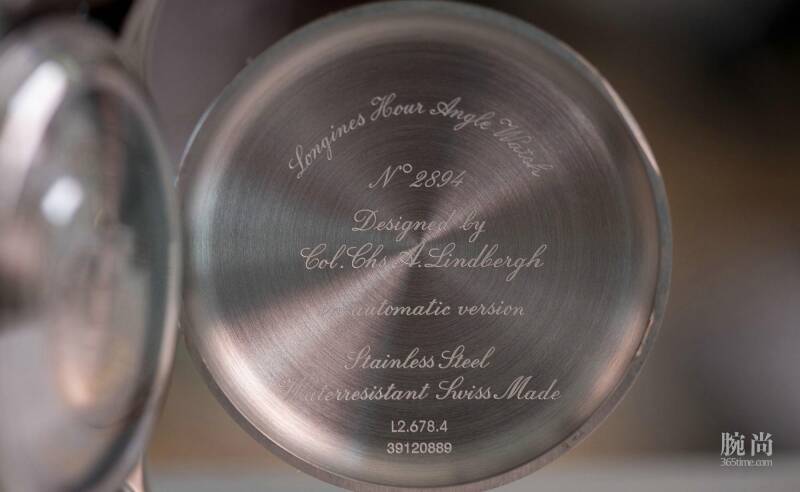 Longines Hour Angle Watch
N° 2894
Designed by
Col. Chs A. Lindbergh
automatic version
Stainless Steel
Waterresistant Swiss Made
L2.678.4
39120889
腕尚
365time.com